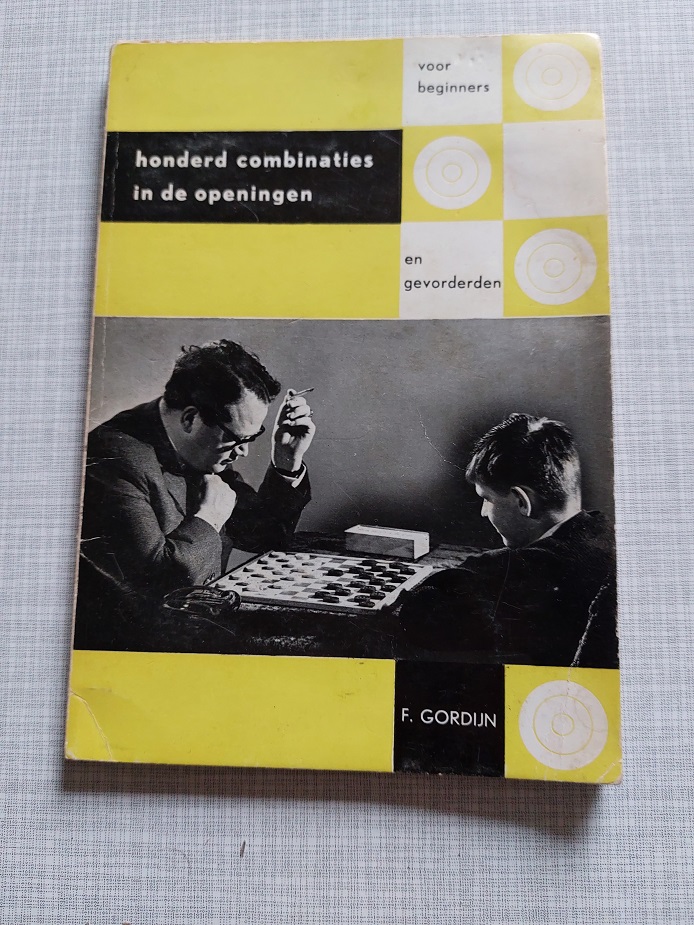 voor
beginners
honderd combinaties
in de openingen
en
gevorderden
F. GORDIJN